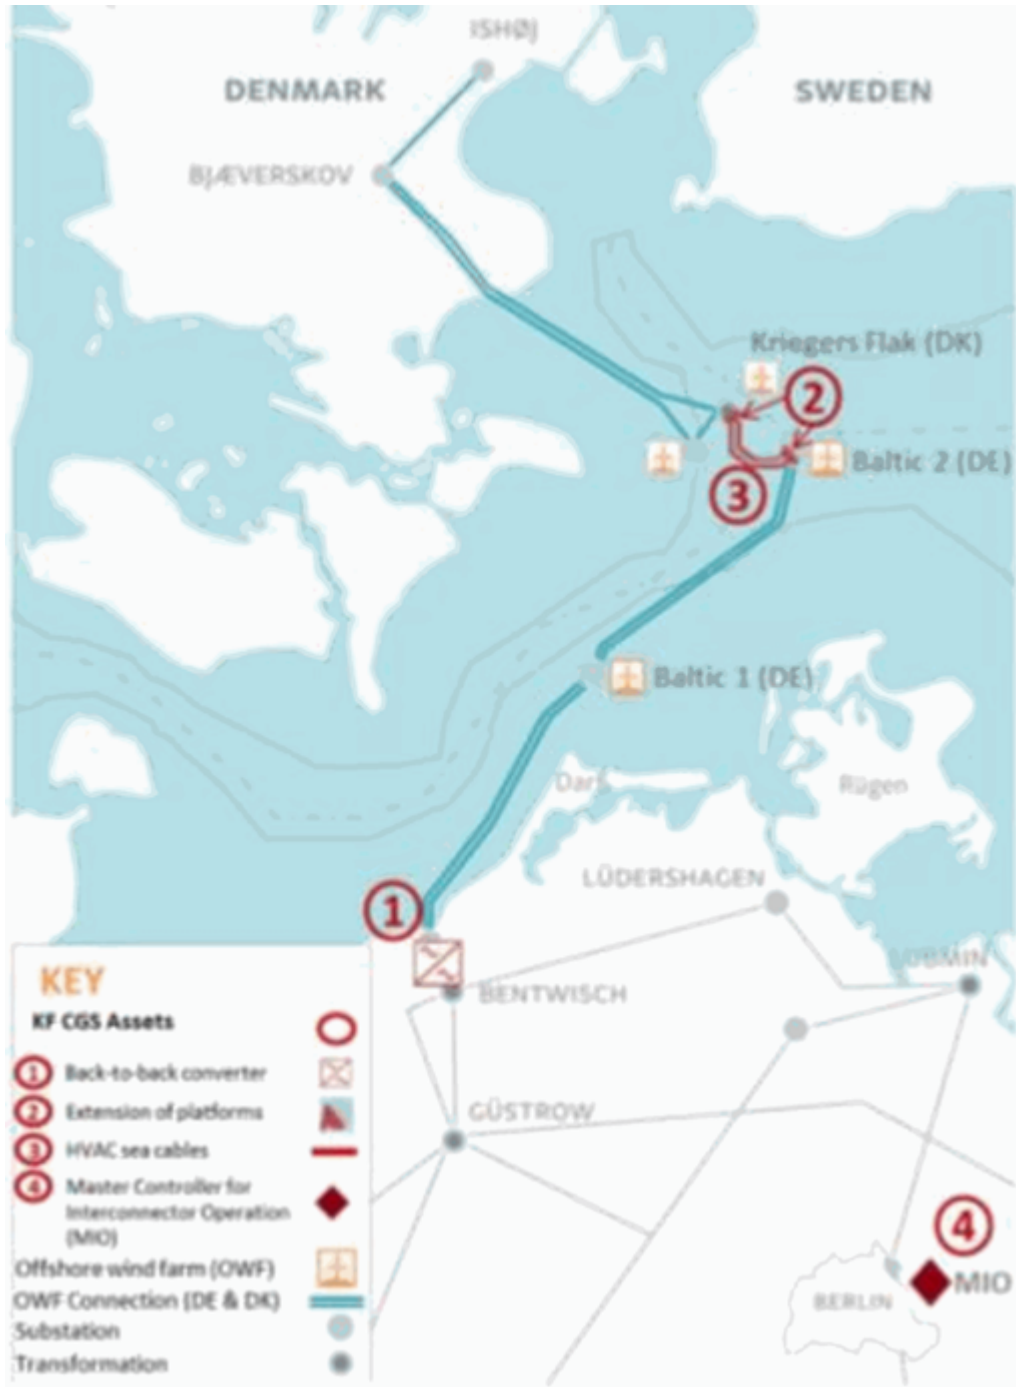 ISHØJ
DENMARK
SWEDEN
BJÆVERSKOV
Kriegers Flak (DK)
2
Baltic 2 (DE)
3
Baltic 1 (DE)
Darß
Rügen
LÜDERSHAGEN
1
LUBMIN
BENTWISCH
GÜSTROW
4
MIO
BERLIN
KEY
KF CGS Assets
1 Back-to-back converter
2 Extension of platforms
3 HVAC sea cables
4 Master Controller for
Interconnector Operation
(MIO)
Offshore wind farm (OWF)
OWF Connection (DE & DK)
Substation
Transformation